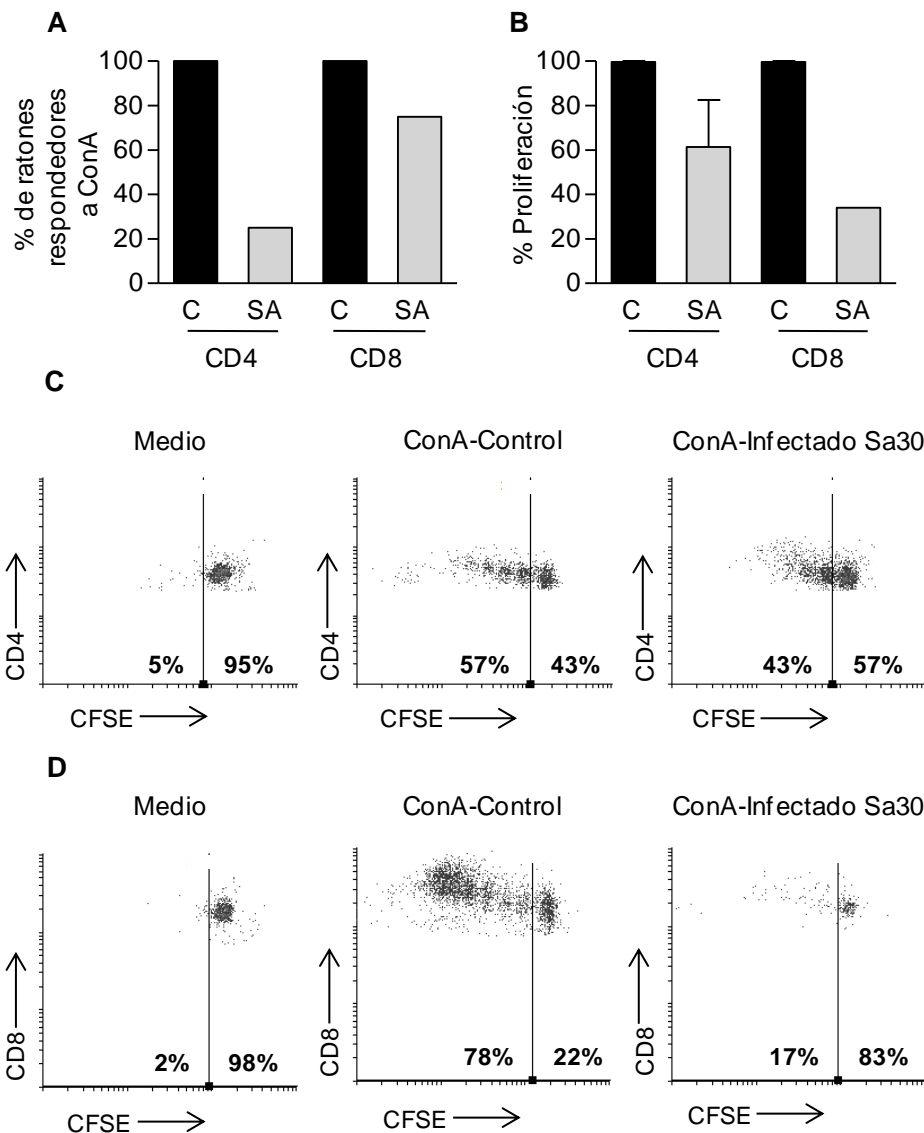 A
% de ratones
respondedores
a ConA
100
80
60
40
20
0
C SA C SA
CD4 CD8
B
% Proliferación
100
80
60
40
20
0
C SA C SA
CD4 CD8
C
Medio ConA-Control ConA-Infectado Sa30
CD4 CD4 CD4
5% 95% 57% 43% 43% 57%
CFSE CFSE CFSE
D
Medio ConA-Control ConA-Infectado Sa30
CD8 CD8 CD8
2% 98% 78% 22% 17% 83%
CFSE CFSE CFSE